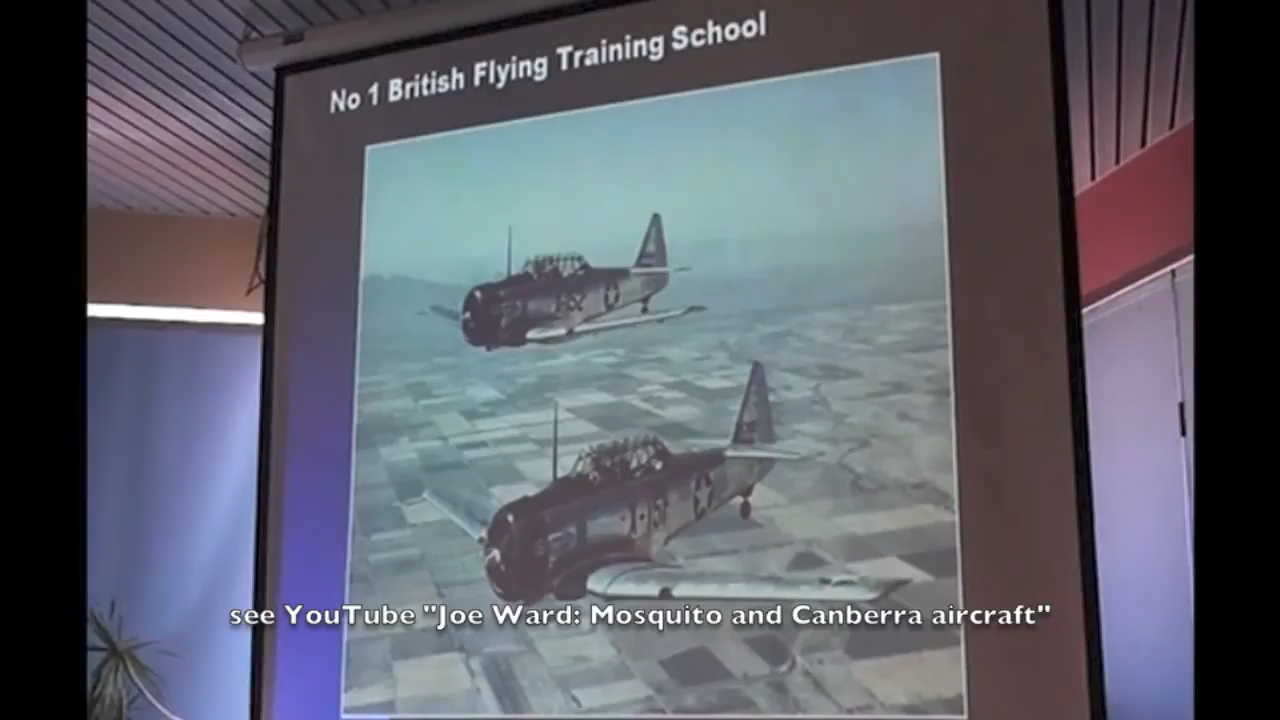 No 1 British Flying Training School
see YouTube "Joe Ward: Mosquito and Canberra aircraft"